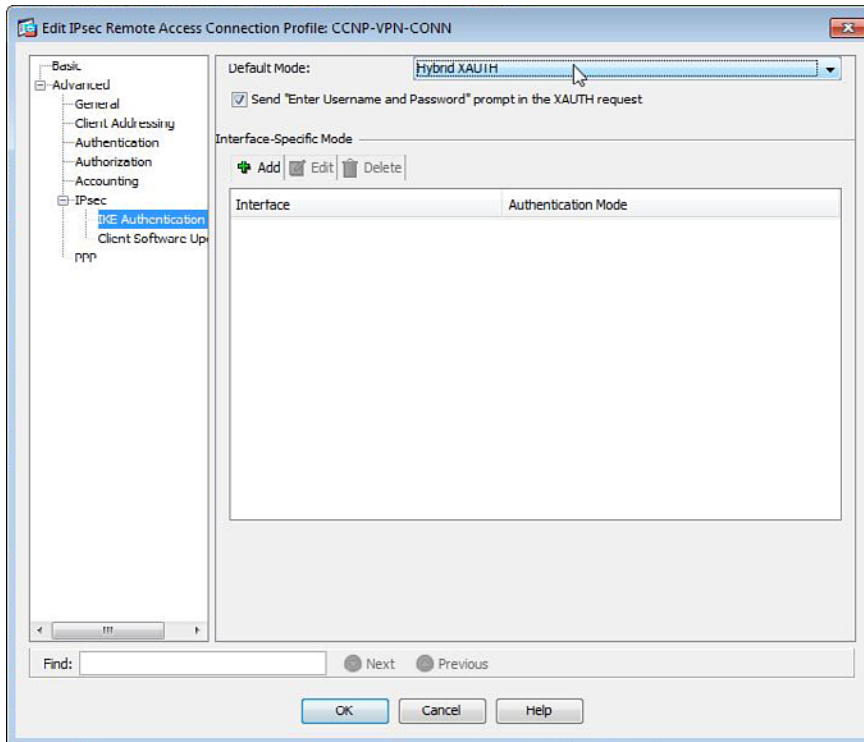 Edit IPsec Remote Access Connection Profile: CCNP-VPN-CONN
Basic
Advanced
General
Client Addressing
Authentication
Authorization
Accounting
IPsec
IKE Authentication
Client Software Up
PPP
Default Mode: Hybrid XAUTH
Send "Enter Username and Password" prompt in the XAUTH request
Interface-Specific Mode
Add Edit Delete
Interface Authentication Mode
Find: Next Previous
OK Cancel Help